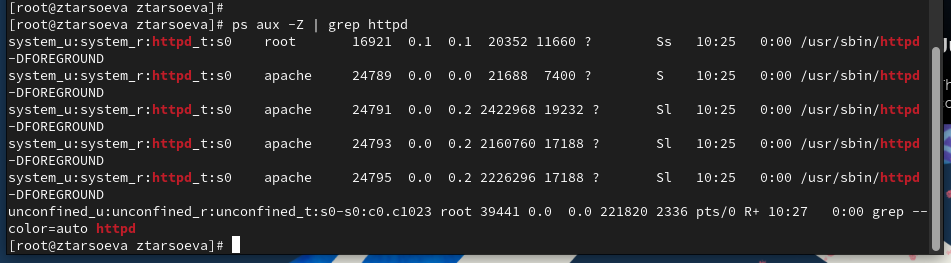 [root@ztarsoeva ztarsoeva]#
[root@ztarsoeva ztarsoeva]# ps aux -Z | grep httpd
system_u:system_r:httpd_t:s0    root       16921  0.1  0.1  20352 11660 ?        Ss   10:25   0:00 /usr/sbin/httpd
-DFOREGROUND
system_u:system_r:httpd_t:s0    apache     24789  0.0  0.0  21688  7400 ?        S    10:25   0:00 /usr/sbin/httpd
-DFOREGROUND
system_u:system_r:httpd_t:s0    apache     24791  0.0  0.2 2422968 19232 ?       Sl   10:25   0:00 /usr/sbin/httpd
-DFOREGROUND
system_u:system_r:httpd_t:s0    apache     24793  0.0  0.2 2160760 17188 ?       Sl   10:25   0:00 /usr/sbin/httpd
-DFOREGROUND
system_u:system_r:httpd_t:s0    apache     24795  0.0  0.2 2226296 17188 ?       Sl   10:25   0:00 /usr/sbin/httpd
-DFOREGROUND
unconfined_u:unconfined_r:unconfined_t:s0-s0:c0.c1023 root 39441 0.0  0.0 221820 2336 pts/0 R+ 10:27   0:00 grep --
color=auto httpd
[root@ztarsoeva ztarsoeva]#